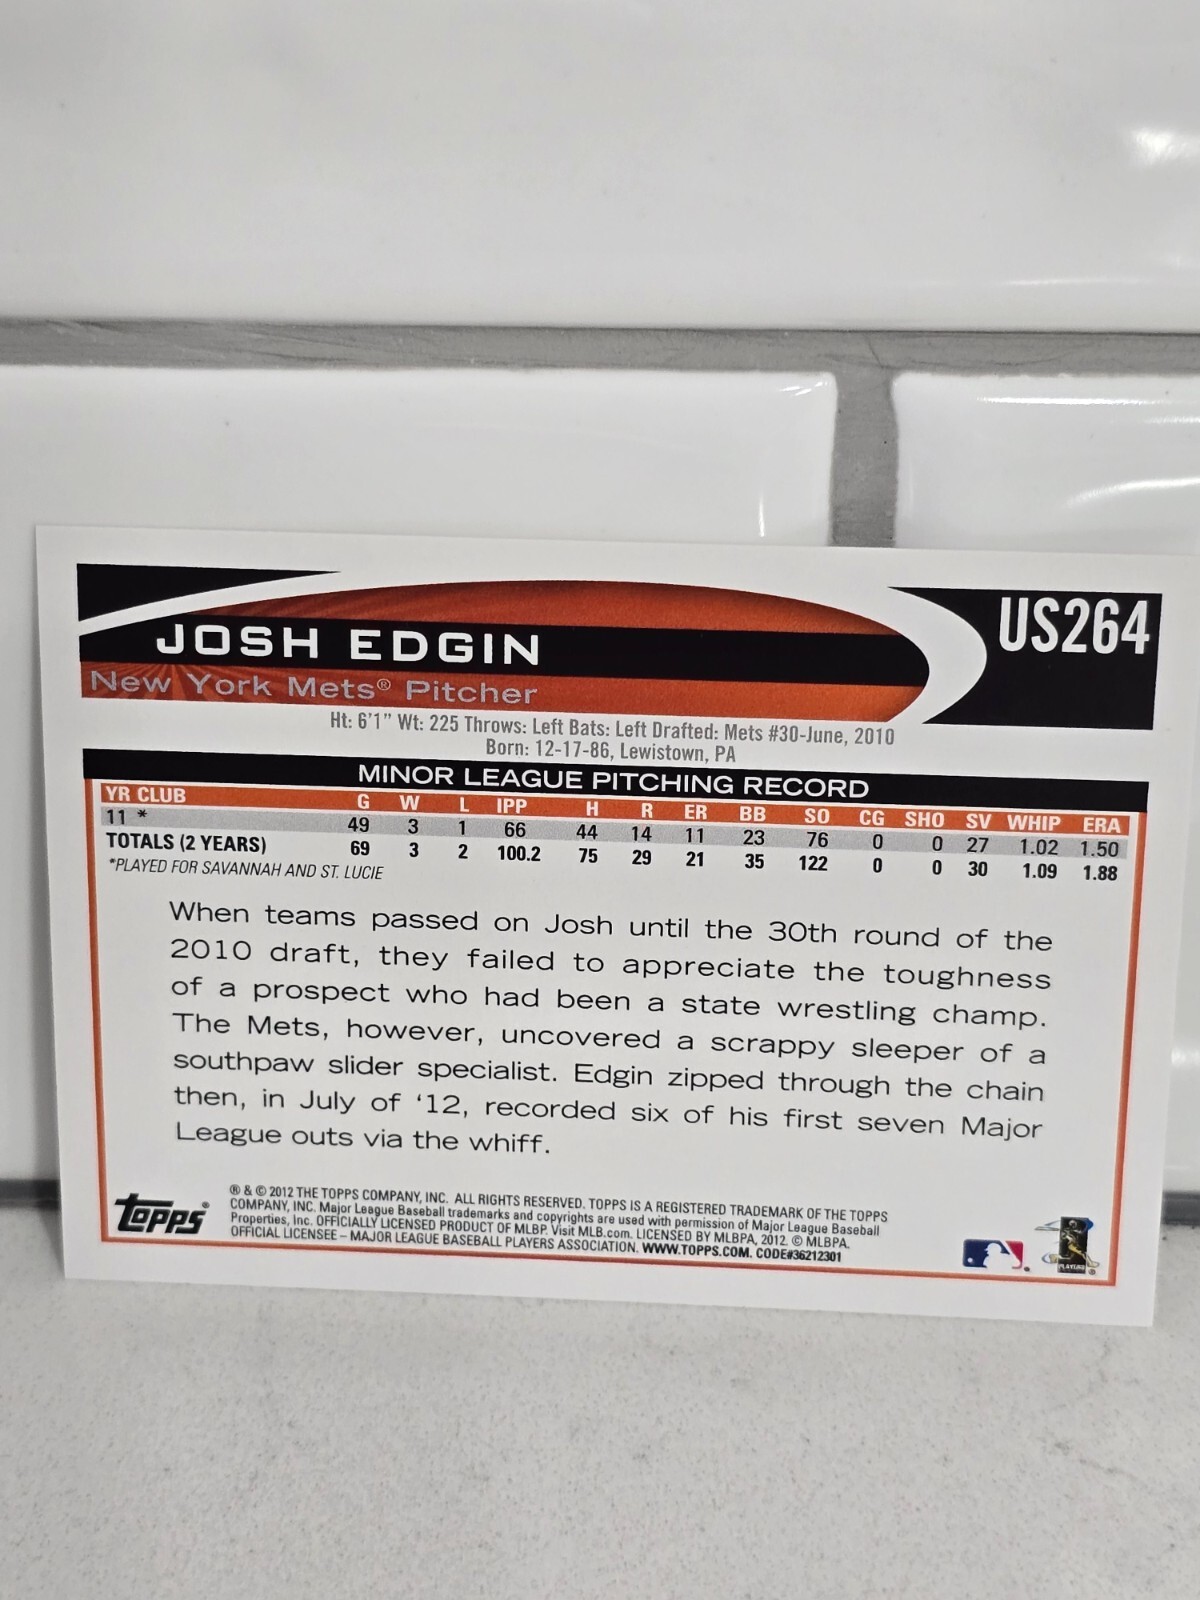 JOSH EDGIN
US264
New York Mets® Pitcher
Ht: 6'1" Wt: 225 Throws: Left Bats: Left Drafted: Mets #30-June, 2010
Born: 12-17-86, Lewistown, PA
MINOR LEAGUE PITCHING RECORD
YR CLUB G W L IPP H R ER BB SO CG SHO SV WHIP ERA
11 * 49 3 1 66 44 14 11 23 76 0 0 27 1.02 1.50
TOTALS (2 YEARS) 69 3 2 100.2 75 29 21 35 122 0 0 30 1.09 1.88
*PLAYED FOR SAVANNAH AND ST. LUCIE
When teams passed on Josh until the 30th round of the
2010 draft, they failed to appreciate the toughness
of a prospect who had been a state wrestling champ.
The Mets, however, uncovered a scrappy sleeper of a
southpaw slider specialist. Edgin zipped through the chain
then, in July of '12, recorded six of his first seven Major
League outs via the whiff.
Topps®
® & © 2012 THE TOPPS COMPANY, INC. ALL RIGHTS RESERVED. TOPPS IS A REGISTERED TRADEMARK OF THE TOPPS
COMPANY, INC. Major League Baseball trademarks and copyrights are used with permission of Major League Baseball
Properties, Inc. OFFICIALLY LICENSED PRODUCT OF MLBP. Visit MLB.com. LICENSED BY MLBPA, 2012. © MLBPA.
OFFICIAL LICENSEE – MAJOR LEAGUE BASEBALL PLAYERS ASSOCIATION. WWW.TOPPS.COM. CODE#36212301
PLAYERS